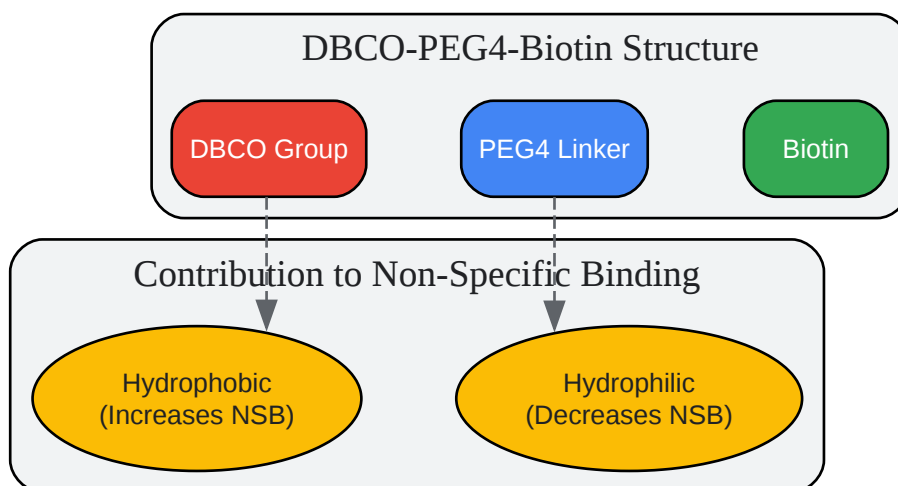 DBCO-PEG4-Biotin Structure
DBCO Group
PEG4 Linker
Biotin
Contribution to Non-Specific Binding
Hydrophobic
(Increases NSB)
Hydrophilic
(Decreases NSB)